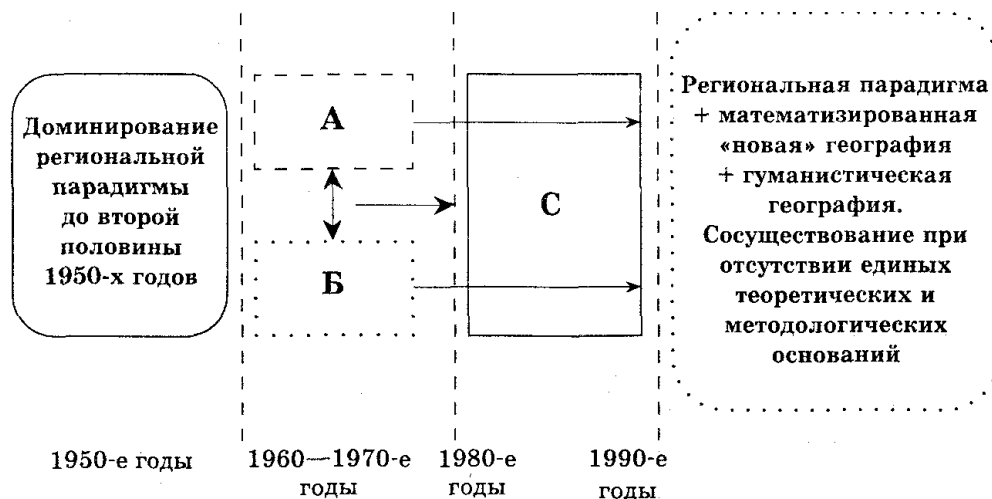 Доминирование
региональной
парадигмы
до второй
половины
1950-х годов
А
Б
С
Региональная парадигма
+ математизированная
«новая» география
+ гуманистическая
география.
Сосуществование при
отсутствии единых
теоретических и
методологических
оснований
1950-е годы
1960—1970-е
годы
1980-е
годы
1990-е
годы